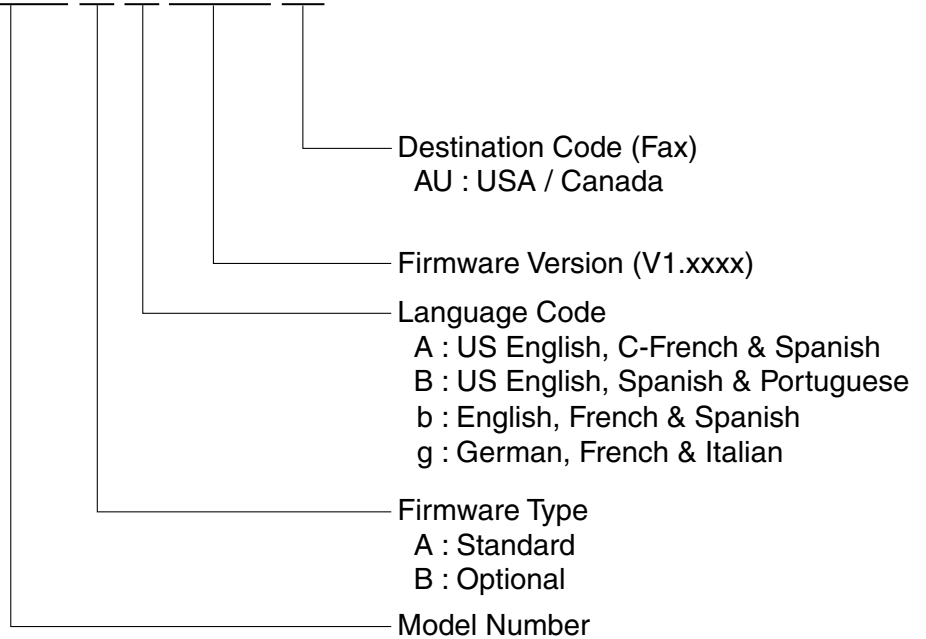 Destination Code (Fax)
AU : USA / Canada
Firmware Version (V1.xxxx)
Language Code
A : US English, C-French & Spanish
B : US English, Spanish & Portuguese
b : English, French & Spanish
g : German, French & Italian
Firmware Type
A : Standard
B : Optional
Model Number